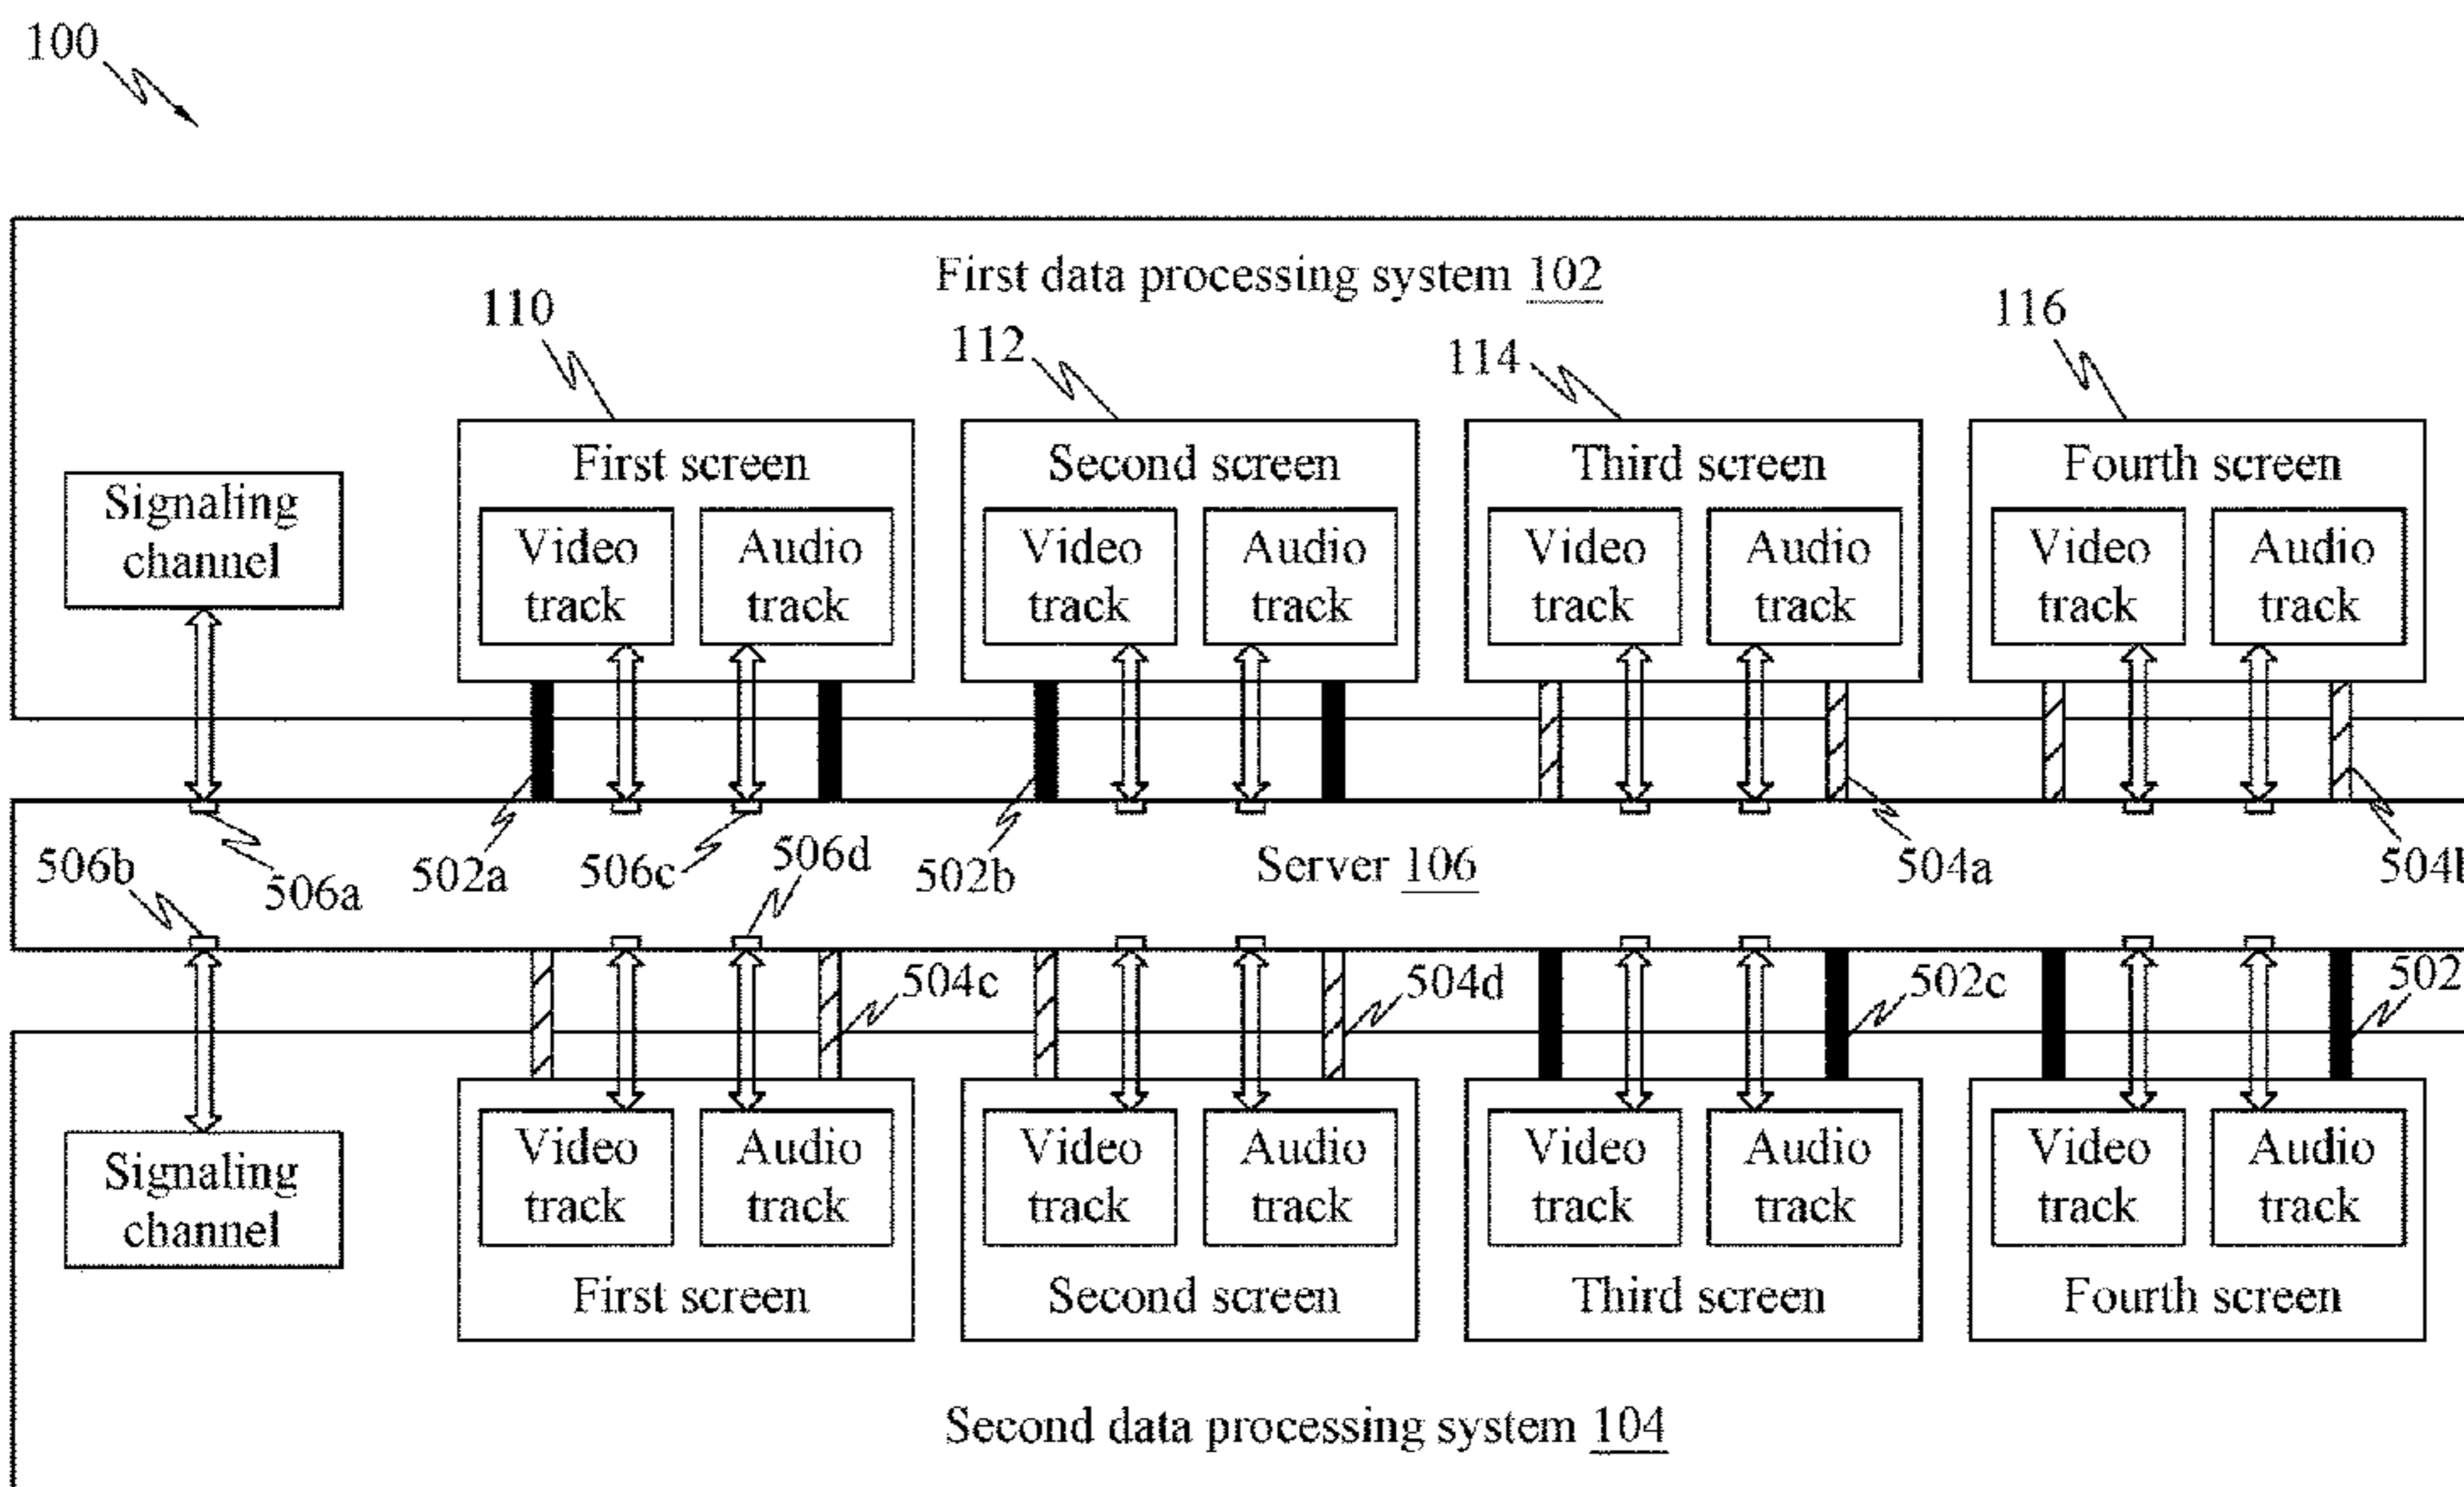 100
First data processing system 102
110
112
114
116
First screen
Second screen
Third screen
Fourth screen
Signaling
channel
Video
track
Audio
track
Video
track
Audio
track
Video
track
Audio
track
Video
track
Audio
track
506b
506a
502a
506c
506d
502b
Server 106
504a
504c
504d
502c
502
Signaling
channel
Video
track
Audio
track
Video
track
Audio
track
Video
track
Audio
track
Video
track
Audio
track
First screen
Second screen
Third screen
Fourth screen
Second data processing system 104